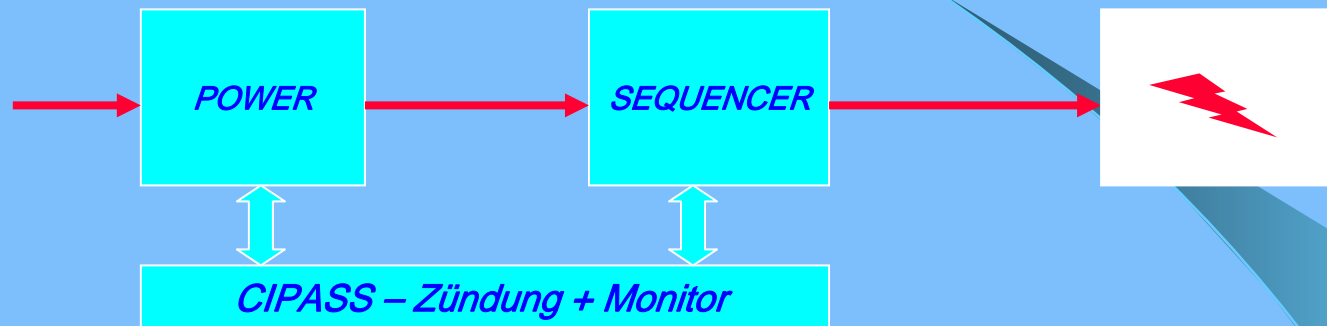 POWER
SEQUENCER
CIPASS – Zündung + Monitor